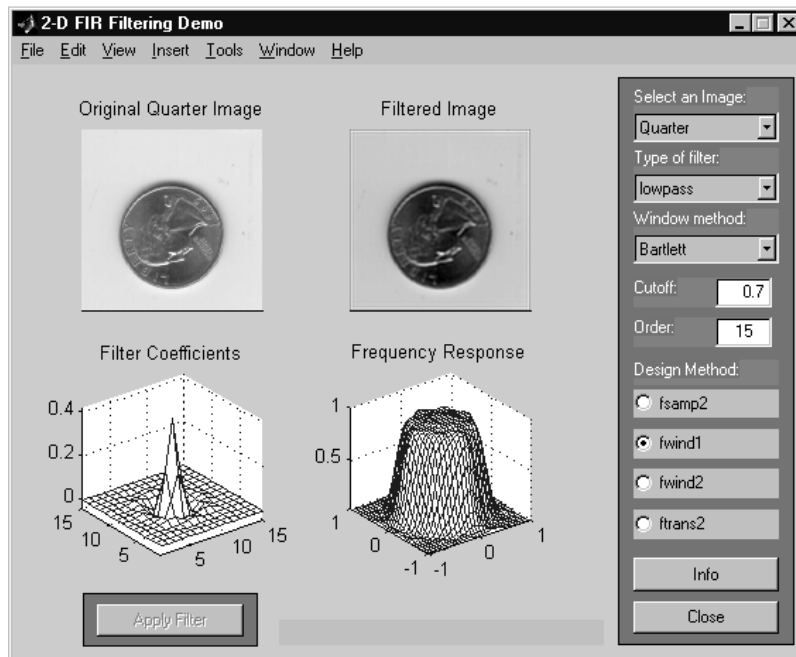 2-D FIR Filtering Demo
File Edit View Insert Tools Window Help
Original Quarter Image
Filtered Image
Filter Coefficients
0.4
0.2
0
15
10
5
5
10
15
Frequency Response
1
0.5
1
0
-1
-1
0
1
Apply Filter
Select an Image:
Quarter
Type of filter:
lowpass
Window method:
Bartlett
Cutoff: 0.7
Order: 15
Design Method:
fsamp2
fwind1
fwind2
ftrans2
Info
Close